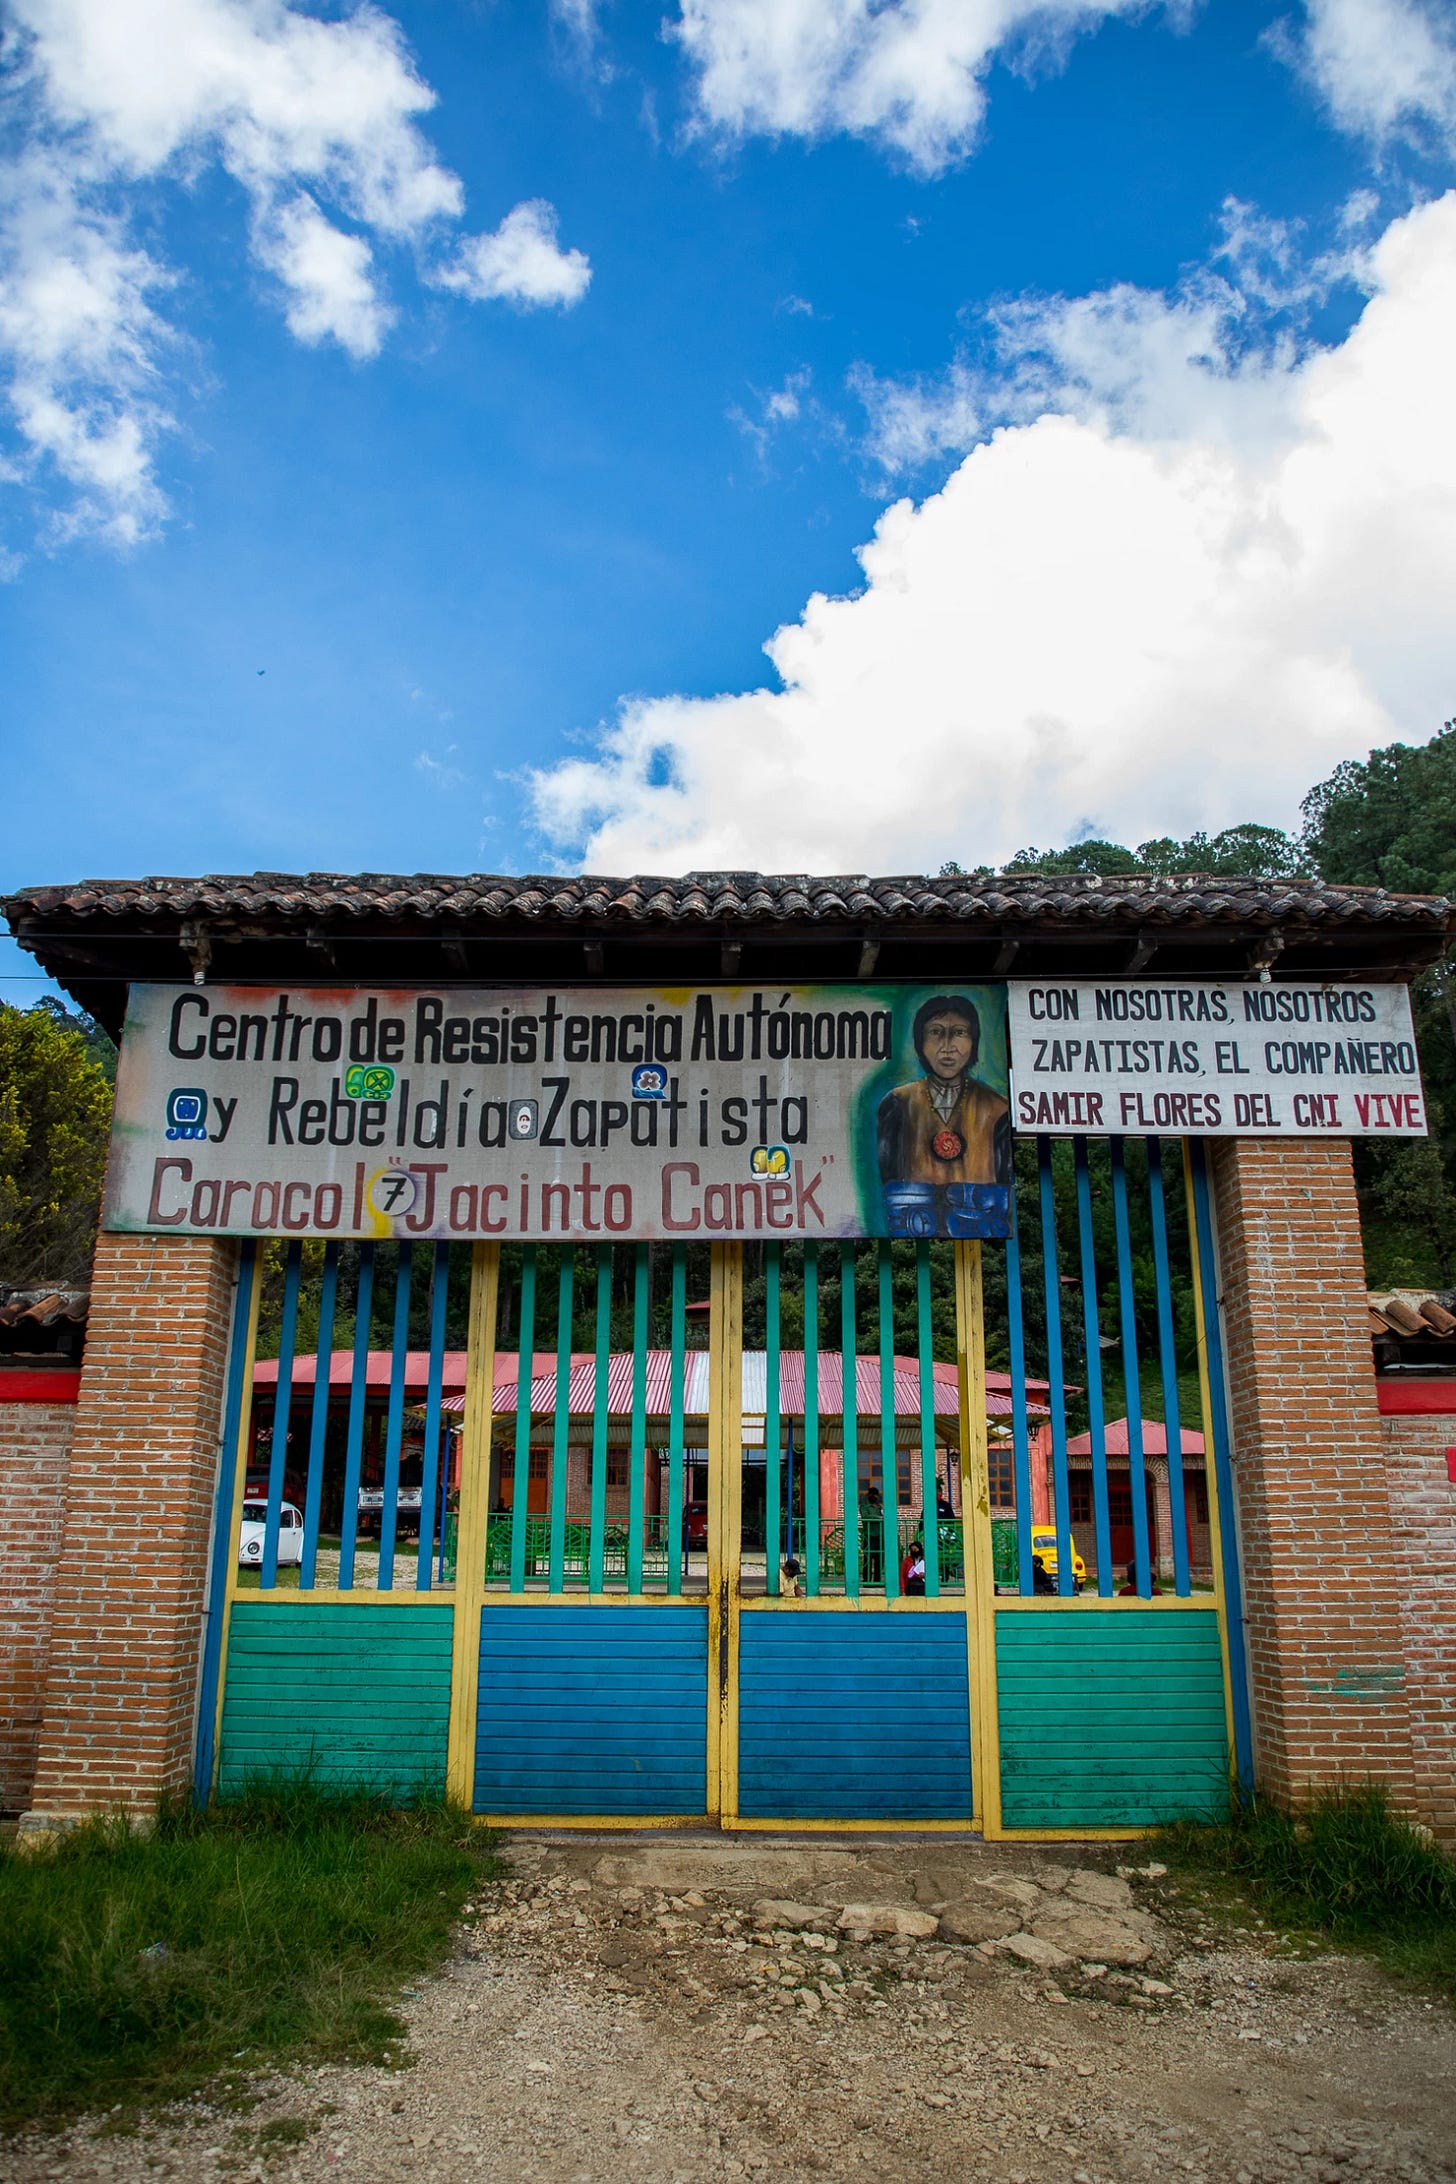 Centro de Resistencia Autónoma
y Rebeldía Zapatista
Caracol 7 "Jacinto Canek"
CON NOSOTRAS, NOSOTROS
ZAPATISTAS, EL COMPAÑERO
SAMIR FLORES DEL CNI VIVE